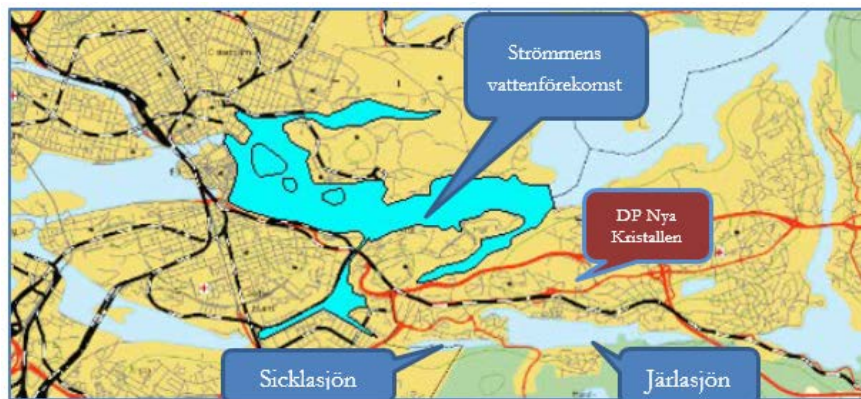 Strömmens
vattenförekomst
DP Nya
Kristallen
Sicklasjön
Järlasjön